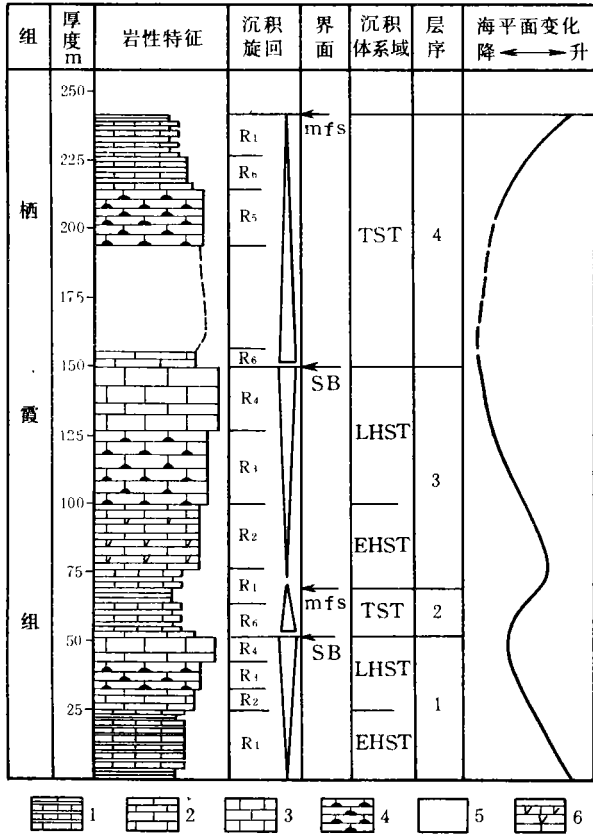 组
厚度m
岩性特征
沉积旋回
界面
沉积体系域
层序
海平面变化
降 升
栖霞组
250
225
200
175
150
125
100
75
50
25
R1
R6
R5
R6
R4
R3
R2
R1
R6
R4
R3
R2
R1
mfs
SB
mfs
SB
TST
LHST
EHST
TST
LHST
EHST
4
3
2
1
1 2 3 4 5 6